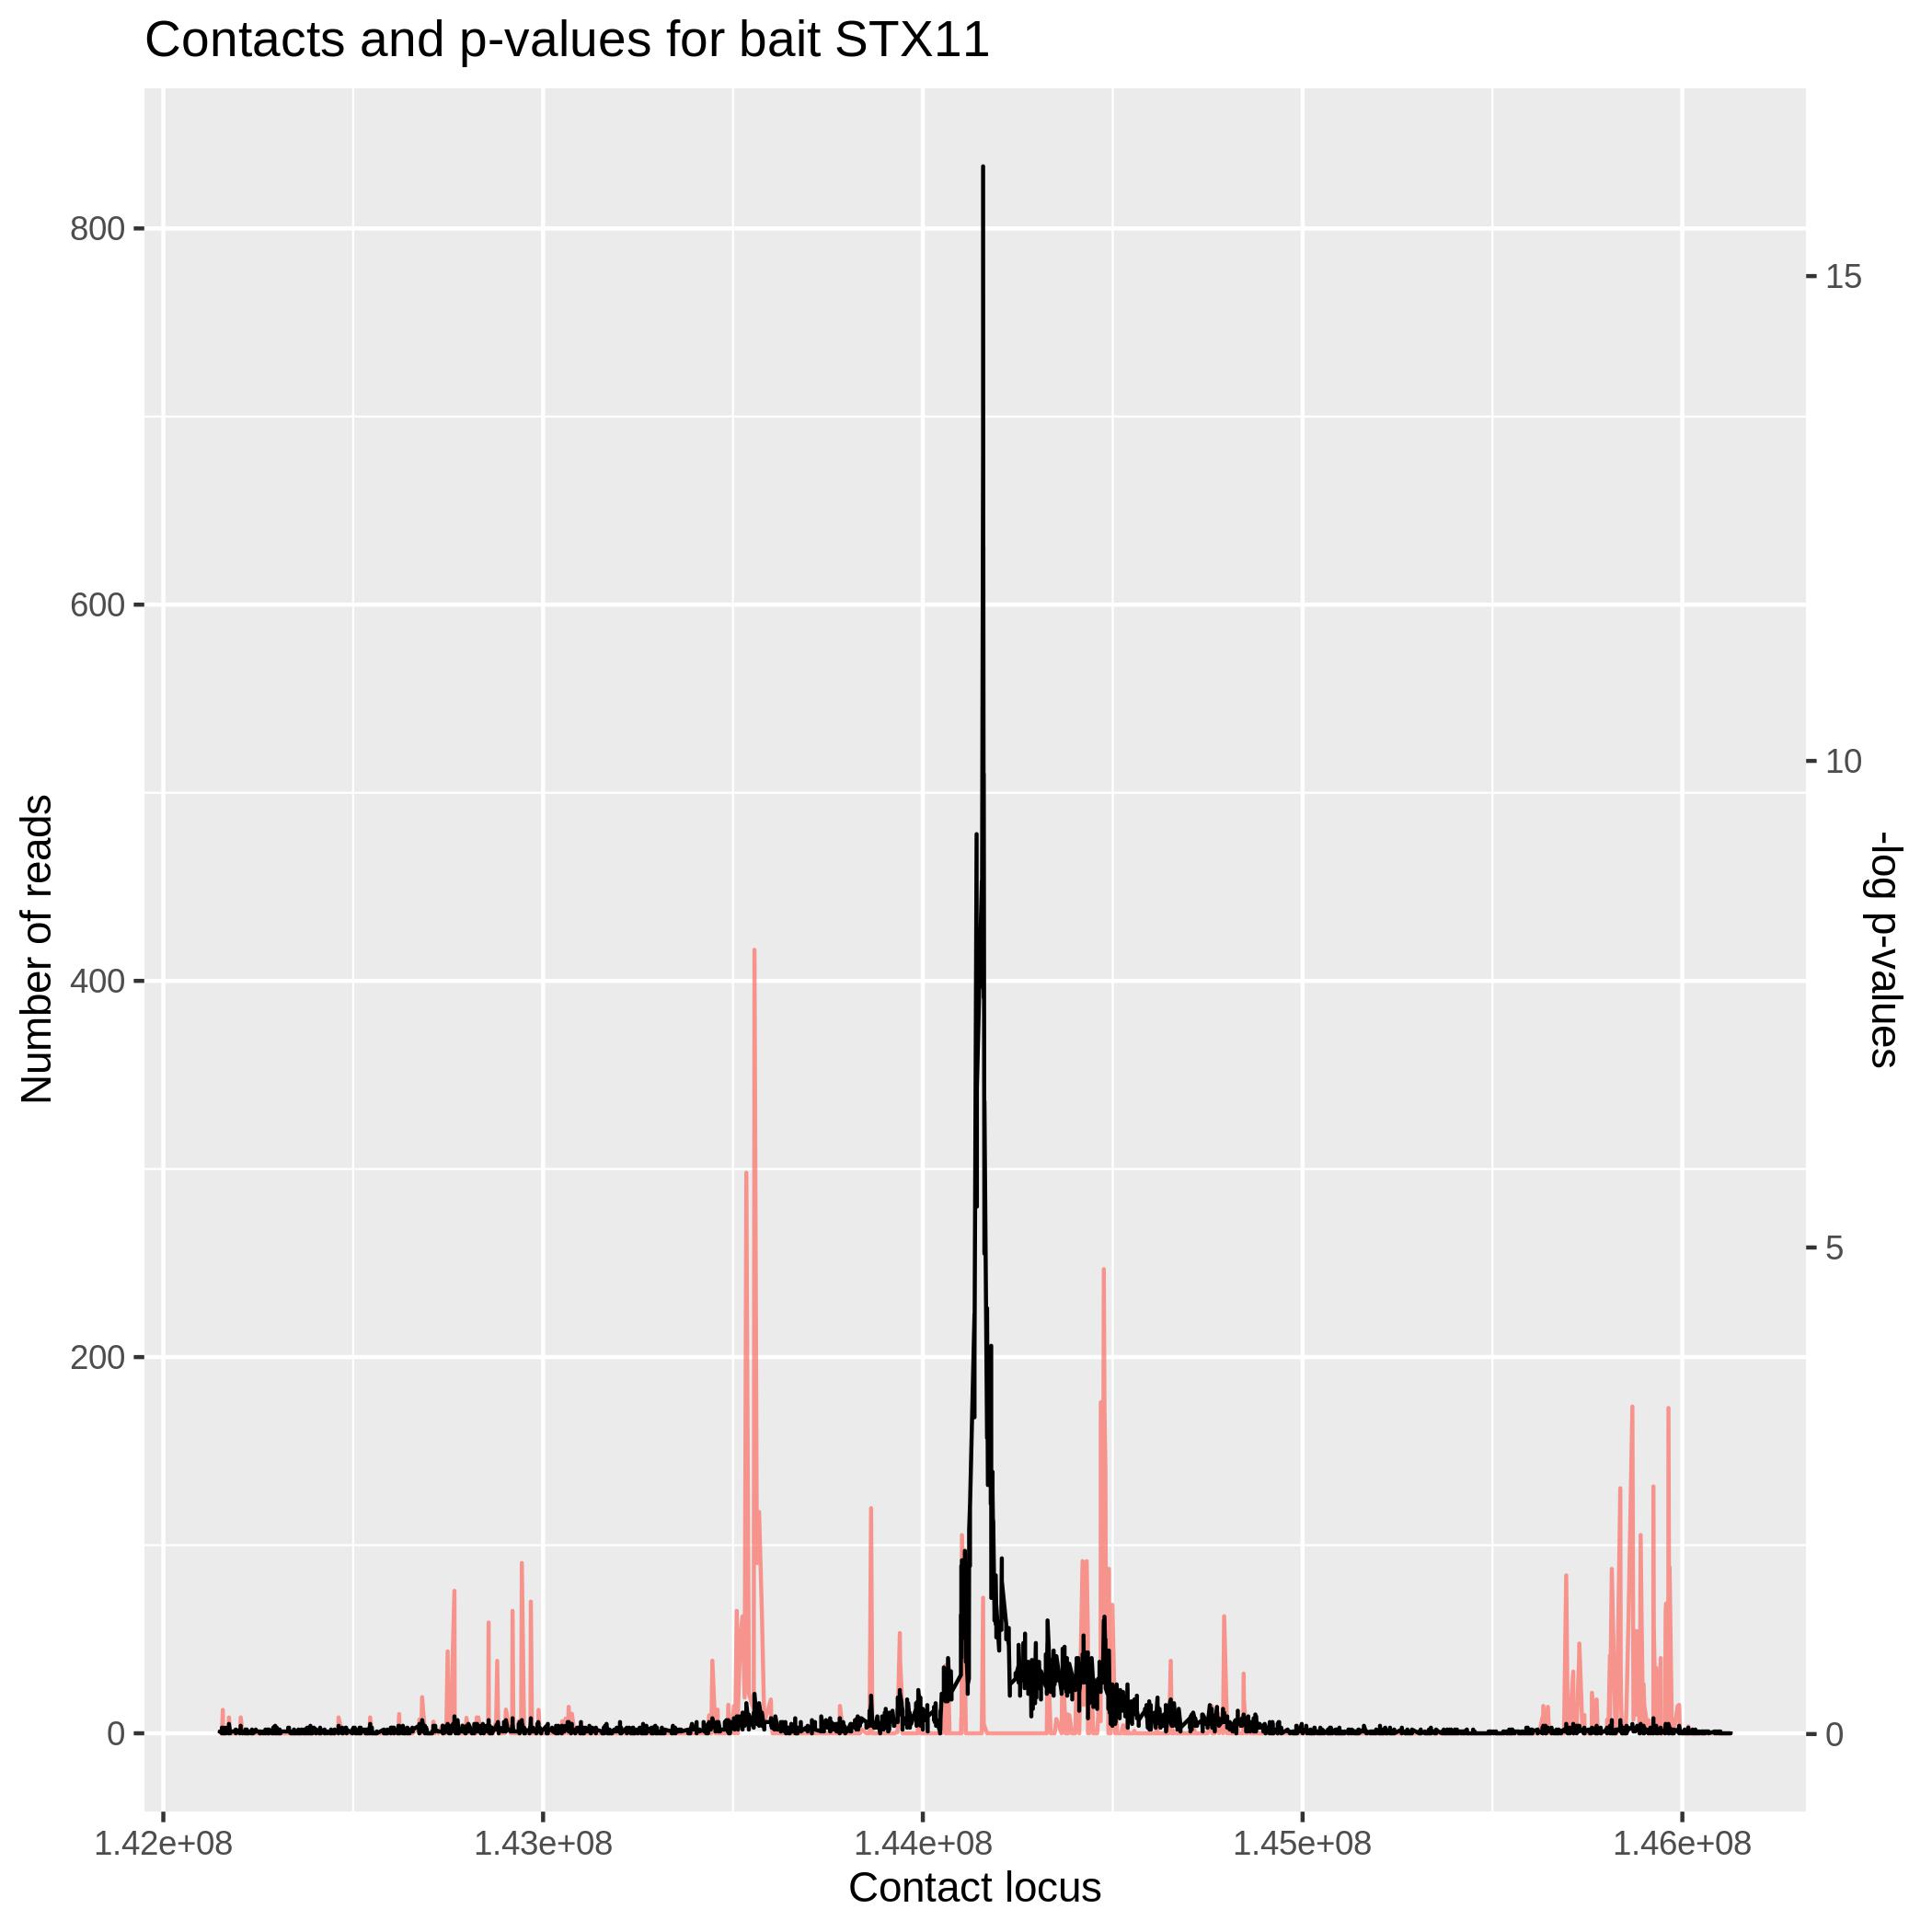 Contacts and p-values for bait STX11
800
600
400
200
0
Number of reads
15
10
5
0
-log p-values
1.42e+08
1.43e+08
1.44e+08
1.45e+08
1.46e+08
Contact locus